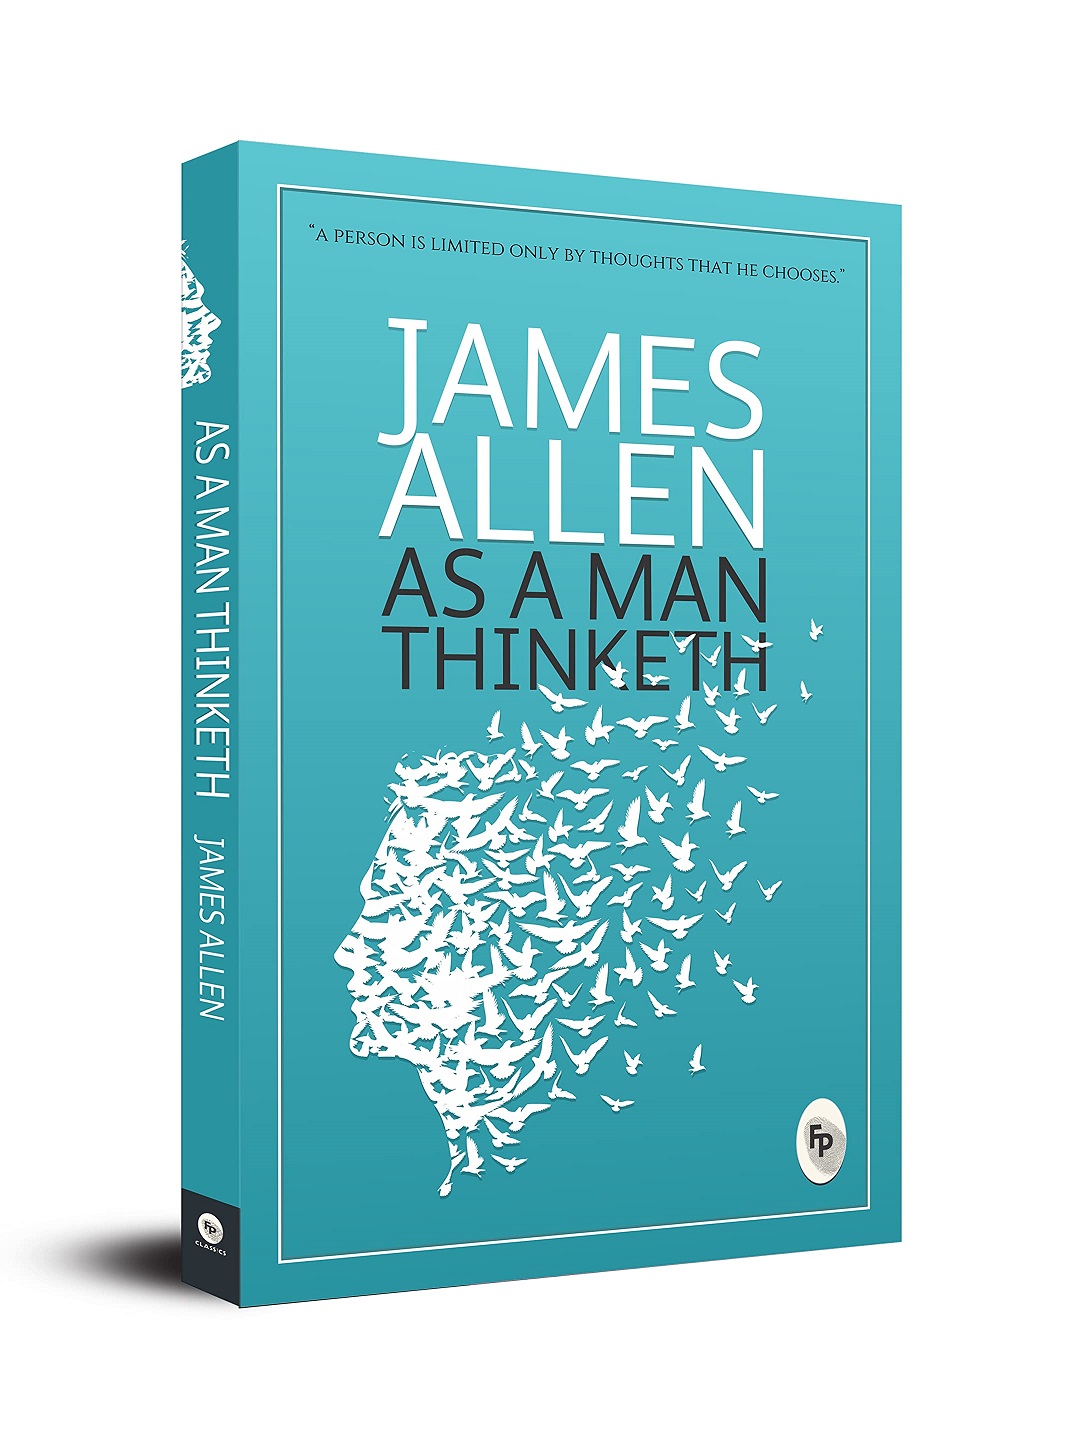 “A PERSON IS LIMITED ONLY BY THOUGHTS THAT HE CHOOSES.”
JAMES
ALLEN
AS A MAN
THINKETH
FP
AS A MAN THINKETH JAMES ALLEN
FP
CLASSICS